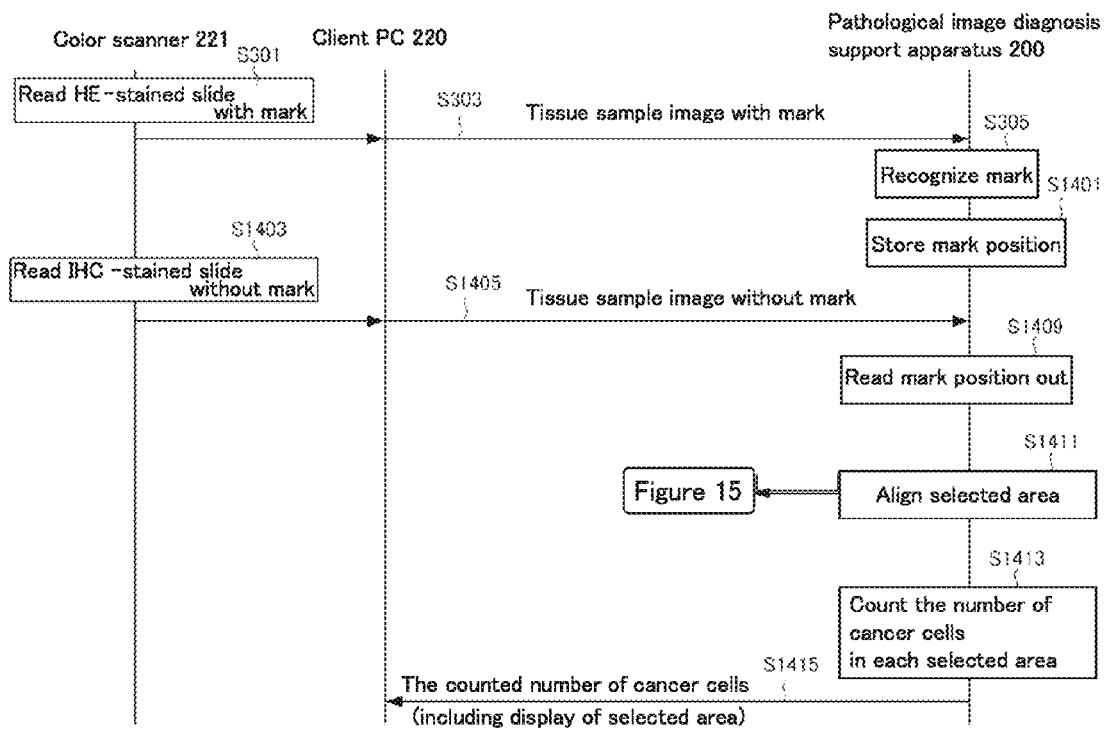 Color scanner 221
Client PC 220
Pathological image diagnosis
support apparatus 200
S301
Read HE-stained slide
with mark
S303
Tissue sample image with mark
S305
Recognize mark
S1401
Store mark position
S1403
Read IHC -stained slide
without mark
S1405
Tissue sample image without mark
S1409
Read mark position out
S1411
Figure 15
Align selected area
S1413
Count the number of
cancer cells
in each selected area
S1415
The counted number of cancer cells
(including display of selected area)